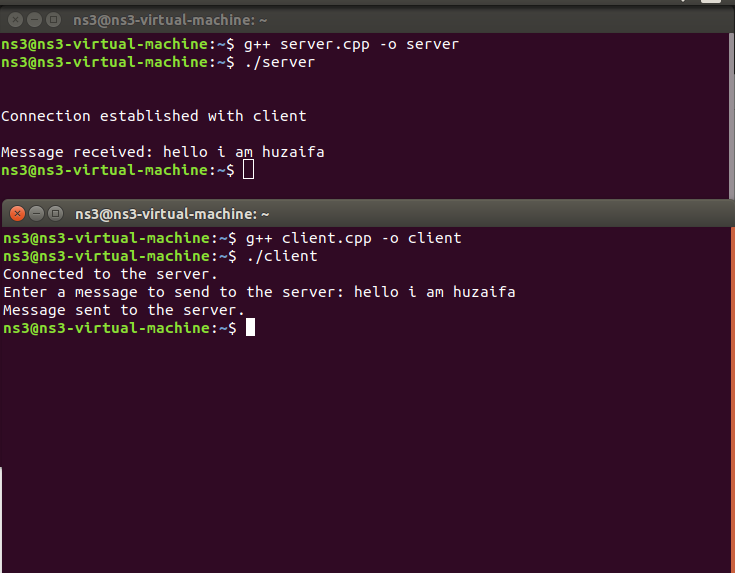 ns3@ns3-virtual-machine: ~
ns3@ns3-virtual-machine:~$ g++ server.cpp -o server
ns3@ns3-virtual-machine:~$ ./server
Connection established with client
Message received: hello i am huzaifa
ns3@ns3-virtual-machine:~$
ns3@ns3-virtual-machine: ~
ns3@ns3-virtual-machine:~$ g++ client.cpp -o client
ns3@ns3-virtual-machine:~$ ./client
Connected to the server.
Enter a message to send to the server: hello i am huzaifa
Message sent to the server.
ns3@ns3-virtual-machine:~$